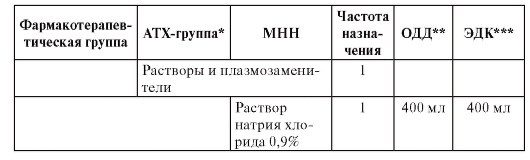 Фармакотерапев-
тическая группа
АТХ-группа*
МНН
Частота
назна-
чения
ОДД**
ЭДК***
Растворы и плазмозамени-
тели
1
Раствор
натрия хло-
рида 0,9%
1
400 мл
400 мл